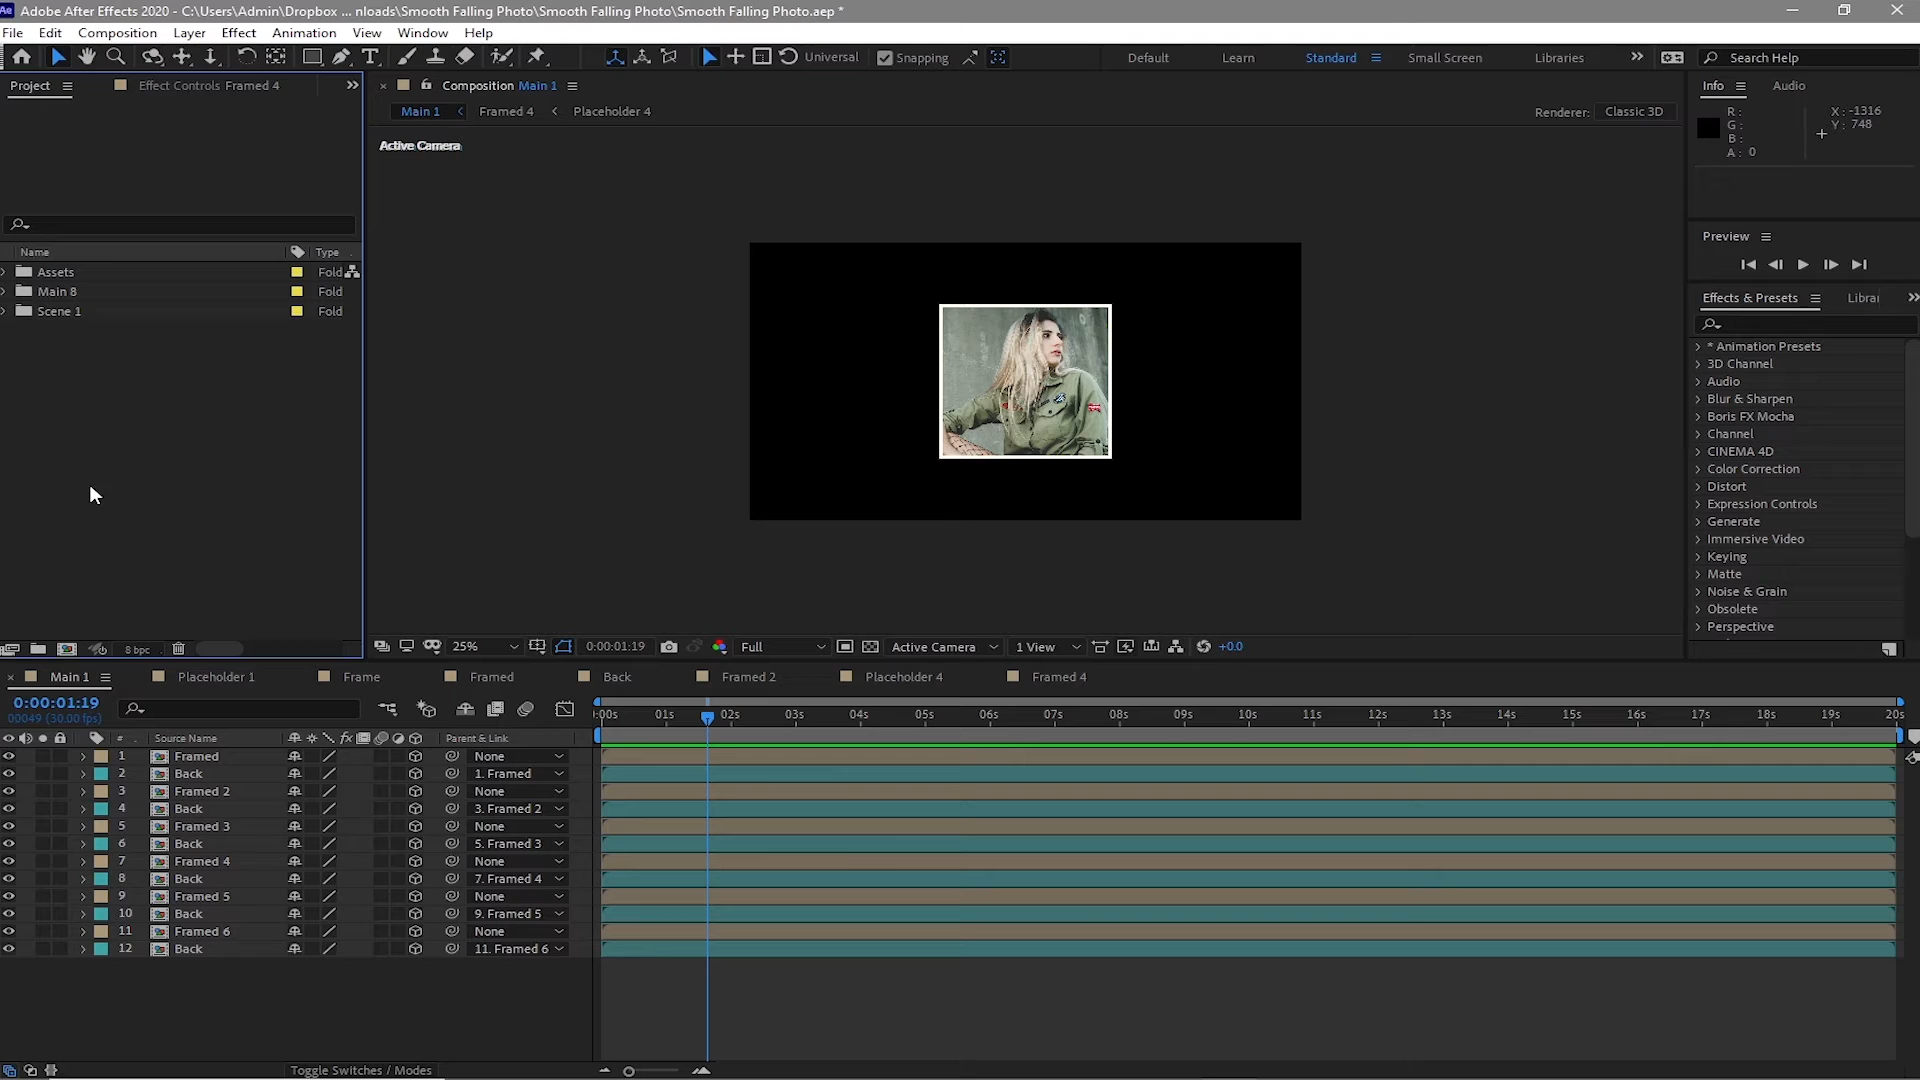 Ae Adobe After Effects 2020 - C:\Users\Admin\Dropbox ... nloads\Smooth Falling Photo\Smooth Falling Photo\Smooth Falling Photo.aep *
File Edit Composition Layer Effect Animation View Window Help
Universal Snapping Default Learn Standard Small Screen Libraries Search Help
Project Effect Controls Framed 4 Composition Main 1 Info Audio
Main 1 Framed 4 Placeholder 4 Renderer: Classic 3D
R: X: -1316
G: Y: 748
B:
A: 0
Active Camera
Preview
Name Type
Assets Fold
Main 8 Fold
Scene 1 Fold
Effects & Presets Librai
* Animation Presets
3D Channel
Audio
Blur & Sharpen
Boris FX Mocha
Channel
CINEMA 4D
Color Correction
Distort
Expression Controls
Generate
Immersive Video
Keying
Matte
Noise & Grain
Obsolete
Perspective
8 bpc 25% 0:00:01:19 Full Active Camera 1 View +0.0
Main 1 Placeholder 1 Frame Framed Back Framed 2 Placeholder 4 Framed 4
0:00:01:19
00049 (30.00 fps)
:00s 01s 02s 03s 04s 05s 06s 07s 08s 09s 10s 11s 12s 13s 14s 15s 16s 17s 18s 19s 20s
# Source Name fx Parent & Link
1 Framed None
2 Back 1. Framed
3 Framed 2 None
4 Back 3. Framed 2
5 Framed 3 None
6 Back 5. Framed 3
7 Framed 4 None
8 Back 7. Framed 4
9 Framed 5 None
10 Back 9. Framed 5
11 Framed 6 None
12 Back 11. Framed 6
Toggle Switches / Modes